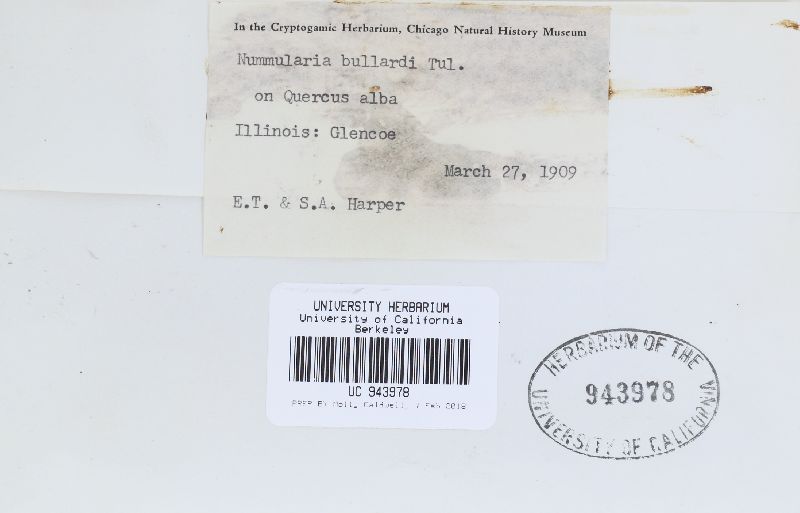 In the Cryptogamic Herbarium, Chicago Natural History Museum
Nummularia bullardi Tul.
on Quercus alba
Illinois: Glencoe
March 27, 1909
E.T. & S.A. Harper
UNIVERSITY HERBARIUM
University of California
Berkeley
UC 943978
HERBARIUM OF THE
943978
UNIVERSITY OF CALIFORNIA